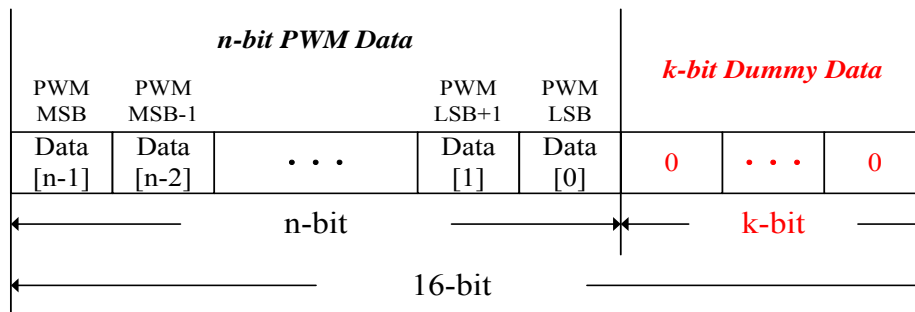 n-bit PWM Data
k-bit Dummy Data
PWM MSB
PWM MSB-1
PWM LSB+1
PWM LSB
Data [n-1]
Data [n-2]
. . .
Data [1]
Data [0]
0
. . .
0
n-bit
k-bit
16-bit